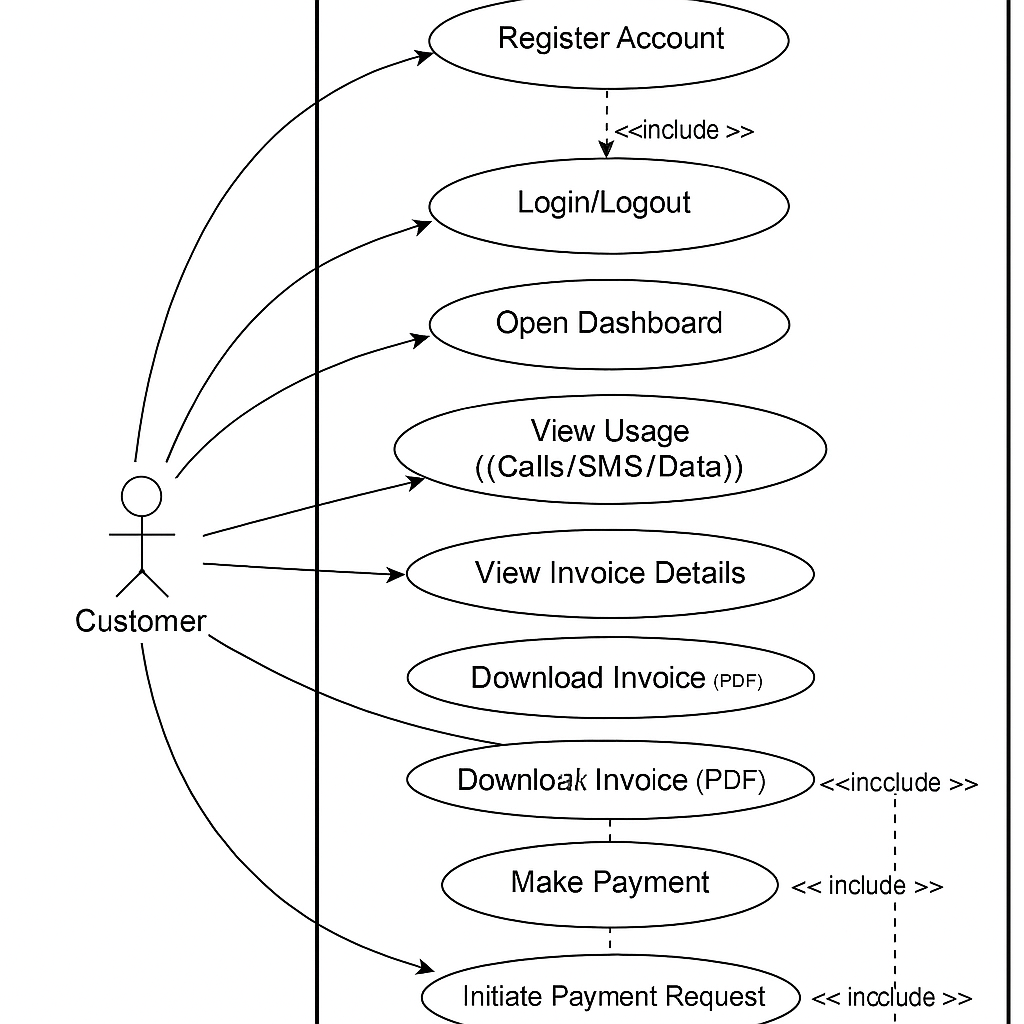 Register Account
<<include >>
Login/Logout
Open Dashboard
View Usage
((Calls/SMS/Data))
View Invoice Details
Customer
Download Invoice (PDF)
Downloak Invoice (PDF) <<incclude >>
Make Payment << include >>
Initiate Payment Request << incclude >>